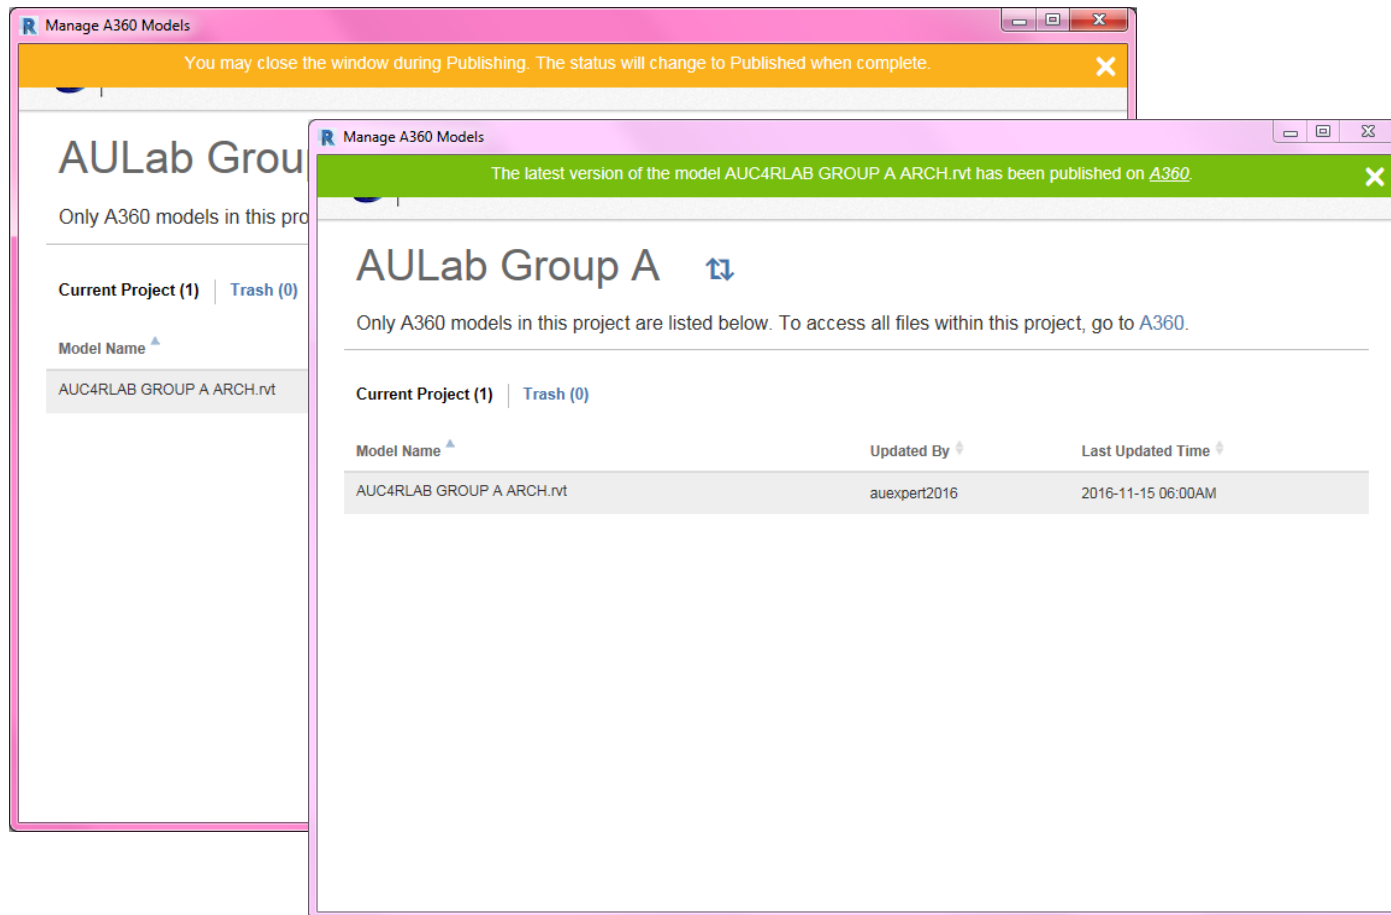 Manage A360 Models
You may close the window during Publishing. The status will change to Published when complete.
AULab Grou
Only A360 models in this pro
Current Project (1) Trash (0)
Model Name
AUC4RLAB GROUP A ARCH.rvt
Manage A360 Models
The latest version of the model AUC4RLAB GROUP A ARCH.rvt has been published on A360.
AULab Group A
Only A360 models in this project are listed below. To access all files within this project, go to A360.
Current Project (1) Trash (0)
Model Name Updated By Last Updated Time
AUC4RLAB GROUP A ARCH.rvt auexpert2016 2016-11-15 06:00AM